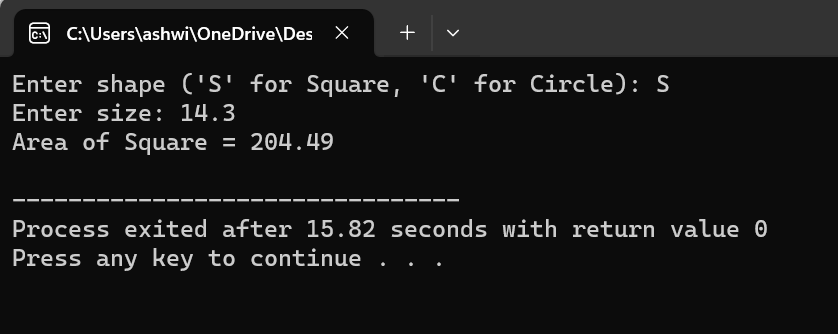 C:\Users\ashwi\OneDrive\Des
Enter shape ('S' for Square, 'C' for Circle): S
Enter size: 14.3
Area of Square = 204.49
--------------------------------
Process exited after 15.82 seconds with return value 0
Press any key to continue . . .